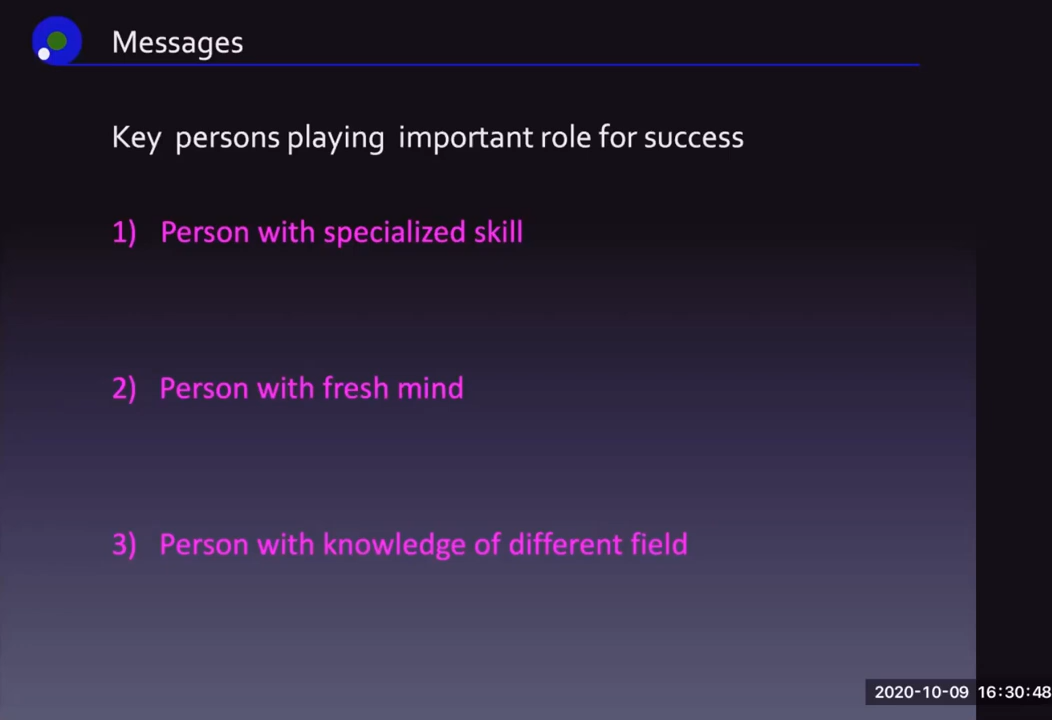 Messages
Key persons playing important role for success
1) Person with specialized skill
2) Person with fresh mind
3) Person with knowledge of different field
2020-10-09 16:30:48